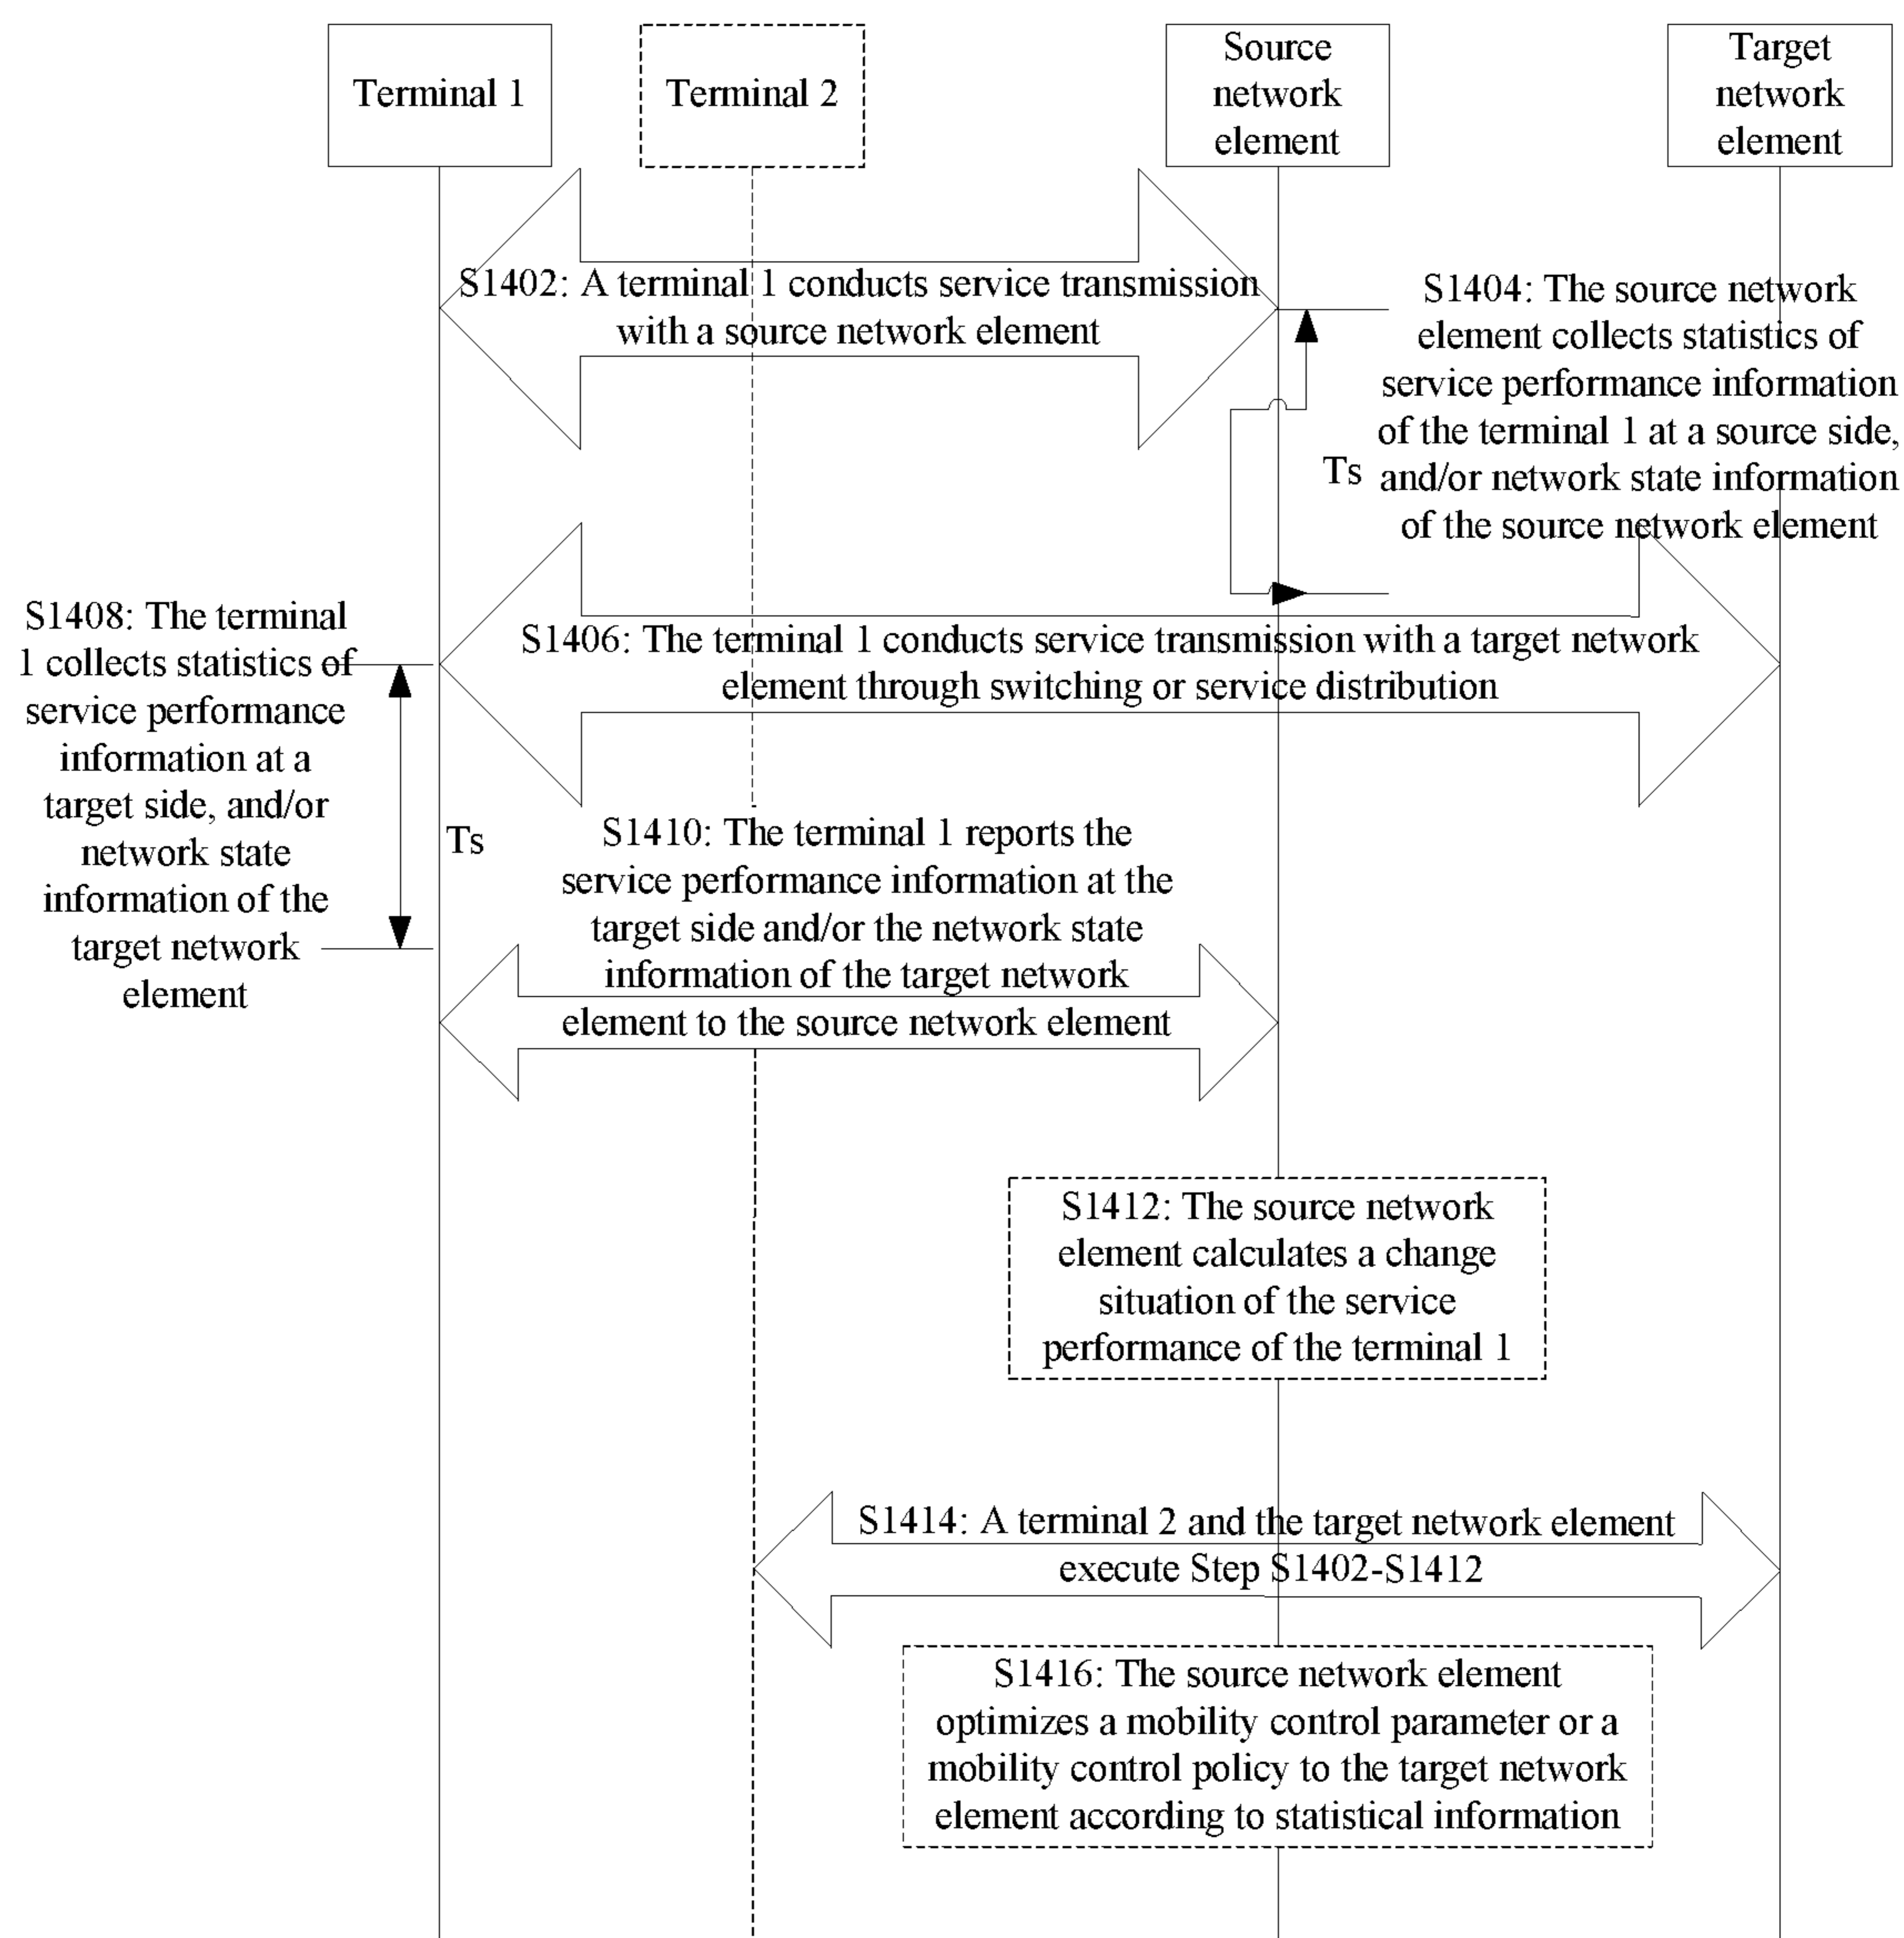 Terminal 1
Terminal 2
Source
network
element
Target
network
element
S1402: A terminal 1 conducts service transmission
with a source network element
S1404: The source network
element collects statistics of
service performance information
of the terminal 1 at a source side,
and/or network state information
of the source network element
Ts
S1406: The terminal 1 conducts service transmission with a target network
element through switching or service distribution
S1408: The terminal
1 collects statistics of
service performance
information at a
target side, and/or
network state
information of the
target network
element
Ts
S1410: The terminal 1 reports the
service performance information at the
target side and/or the network state
information of the target network
element to the source network element
S1412: The source network
element calculates a change
situation of the service
performance of the terminal 1
S1414: A terminal 2 and the target network element
execute Step S1402-S1412
S1416: The source network element
optimizes a mobility control parameter or a
mobility control policy to the target network
element according to statistical information